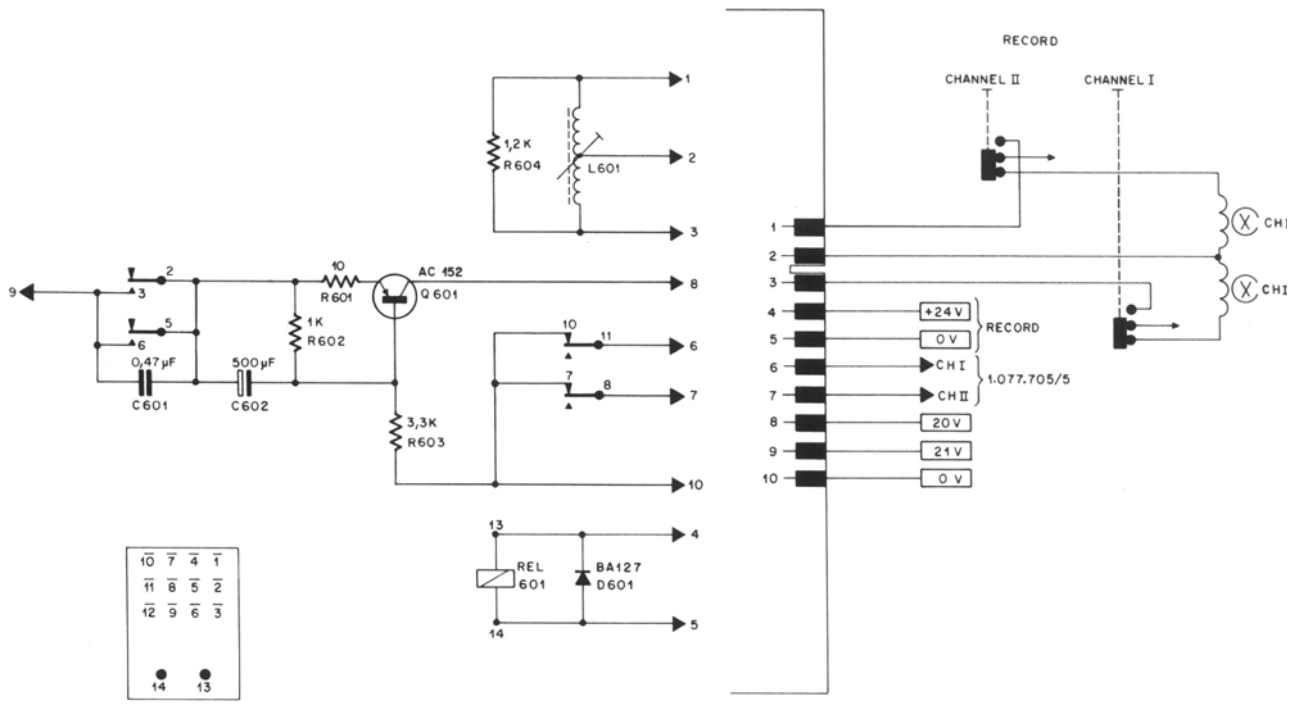 RECORD
CHANNEL II
CHANNEL I
1
1,2K
R604
2
L601
3
1
CHI
2
10
AC 152
R601
Q601
8
2
3
9
3
CHI
4
+24V
RECORD
5
0V
1K
R602
5
6
10
11
6
6
CHI
1.077.705/5
7
CHII
0,47µF
C601
500µF
C602
7
8
7
8
20V
3,3K
R603
9
21V
10
10
0V
13
4
REL
601
BA127
D601
14
5
10 7 4 1
11 8 5 2
12 9 6 3
14 13